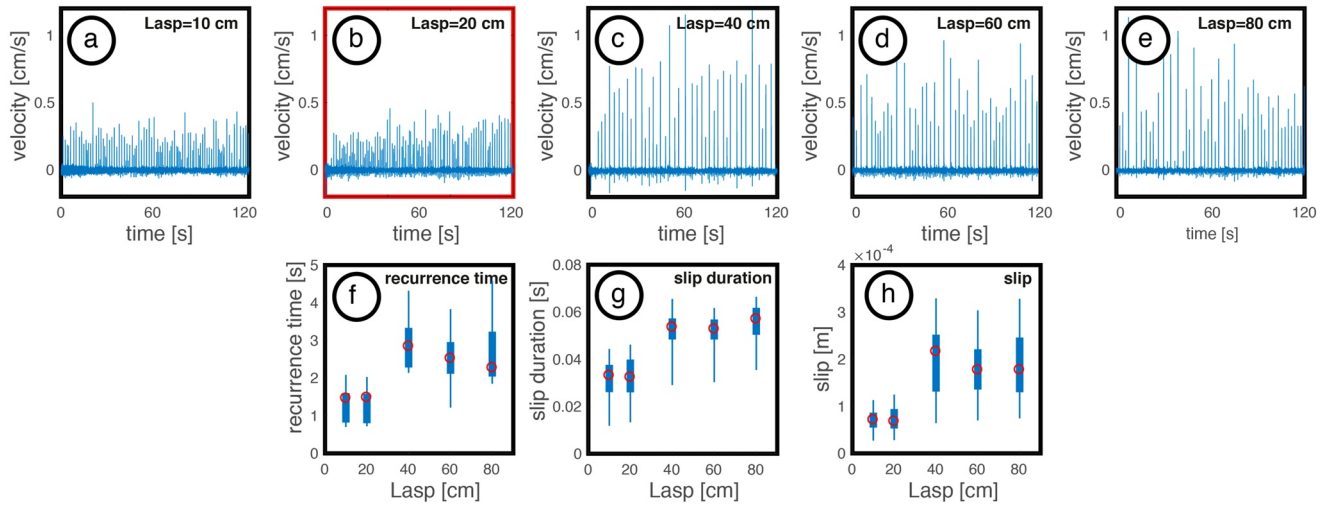 a
Lasp=10 cm
velocity [cm/s]
1
0.5
0
0
60
120
time [s]
b
Lasp=20 cm
velocity [cm/s]
1
0.5
0
0
60
120
time [s]
c
Lasp=40 cm
velocity [cm/s]
1
0.5
0
0
60
120
time [s]
d
Lasp=60 cm
velocity [cm/s]
1
0.5
0
0
60
120
time [s]
e
Lasp=80 cm
velocity [cm/s]
1
0.5
0
0
60
120
time [s]
f
recurrence time
recurrence time [s]
5
4
3
2
1
0
0
20
40
60
80
Lasp [cm]
g
slip duration
slip duration [s]
0.08
0.06
0.04
0.02
0
0
20
40
60
80
Lasp [cm]
×10⁻⁴
h
slip
slip [m]
4
3
2
1
0
0
20
40
60
80
Lasp [cm]